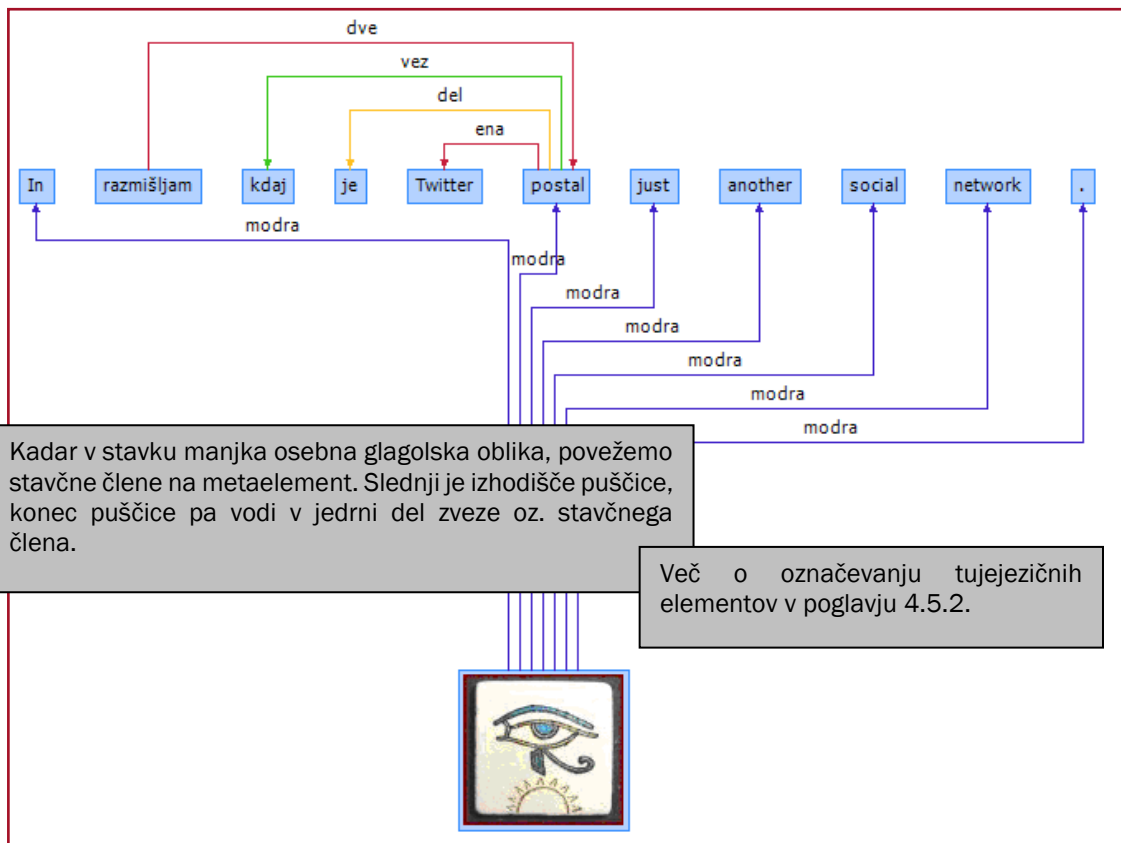 dve
vez
del
ena
In razmišljam kdaj je Twitter postal just another social network .
modra
modra
modra
modra
modra
modra
modra
Kadar v stavku manjka osebna glagolska oblika, povežemo
stavčne člene na metaelement. Slednji je izhodišče puščice,
konec puščice pa vodi v jedrni del zveze oz. stavčnega
člena.
Več o označevanju tujejezičnih
elementov v poglavju 4.5.2.